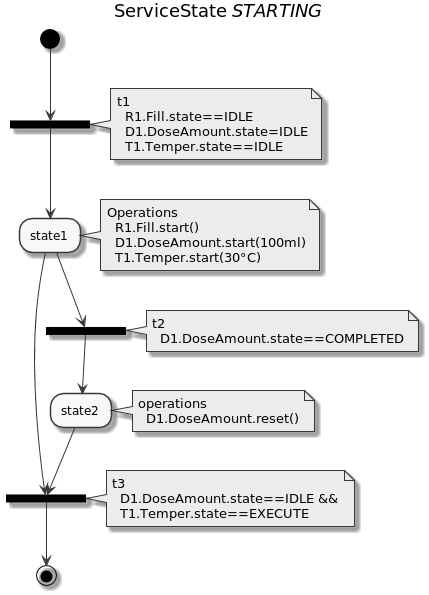 ServiceState STARTING
t1
R1.Fill.state==IDLE
D1.DoseAmount.state=IDLE
T1.Temper.state==IDLE
Operations
R1.Fill.start()
D1.DoseAmount.start(100ml)
T1.Temper.start(30°C)
state1
t2
D1.DoseAmount.state==COMPLETED
operations
D1.DoseAmount.reset()
state2
t3
D1.DoseAmount.state==IDLE &&
T1.Temper.state==EXECUTE